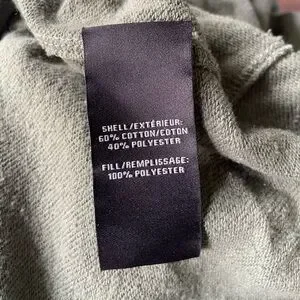 SHELL/EXTÉRIEUR:
60% COTTON/COTON
40% POLYESTER
FILL/REMPLISSAGE:
100% POLYESTER